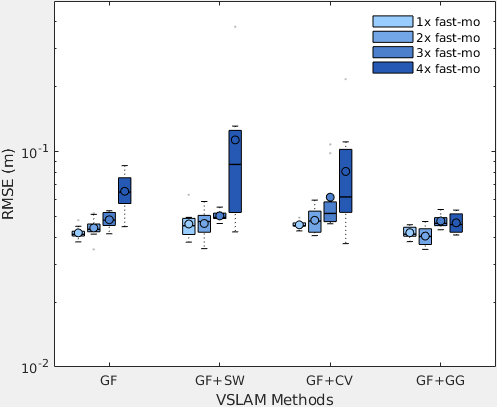 1x fast-mo
2x fast-mo
3x fast-mo
4x fast-mo
10^-1
10^-2
RMSE (m)
GF
GF+SW
GF+CV
GF+GG
VSLAM Methods